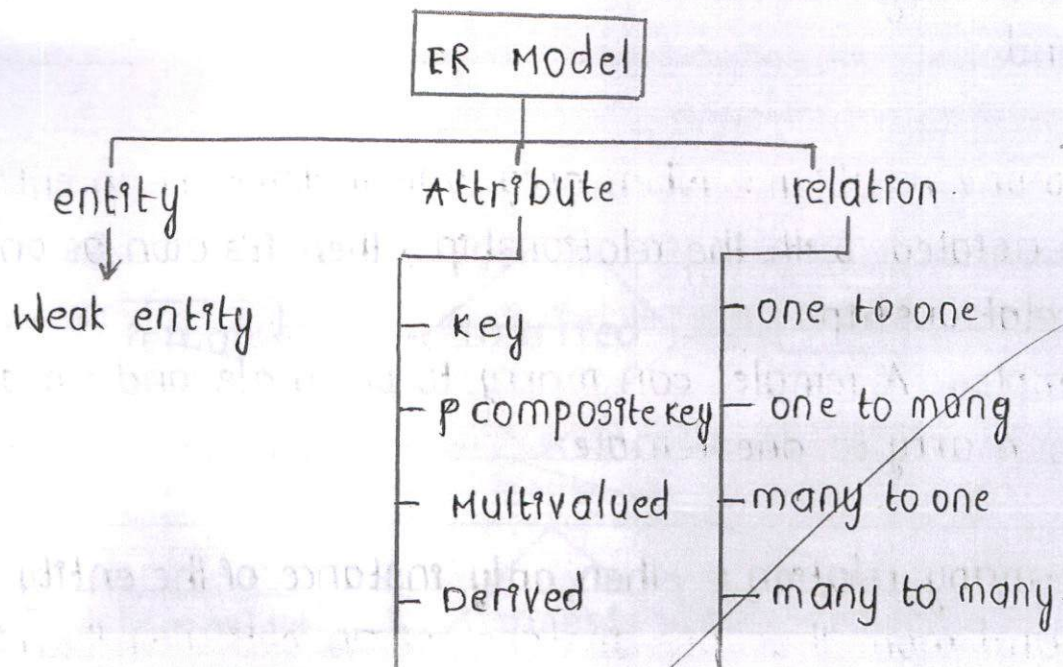 ER Model
entity
Attribute
relation
Weak entity
Key
composite key
Multivalued
Derived
one to one
one to many
many to one
many to many